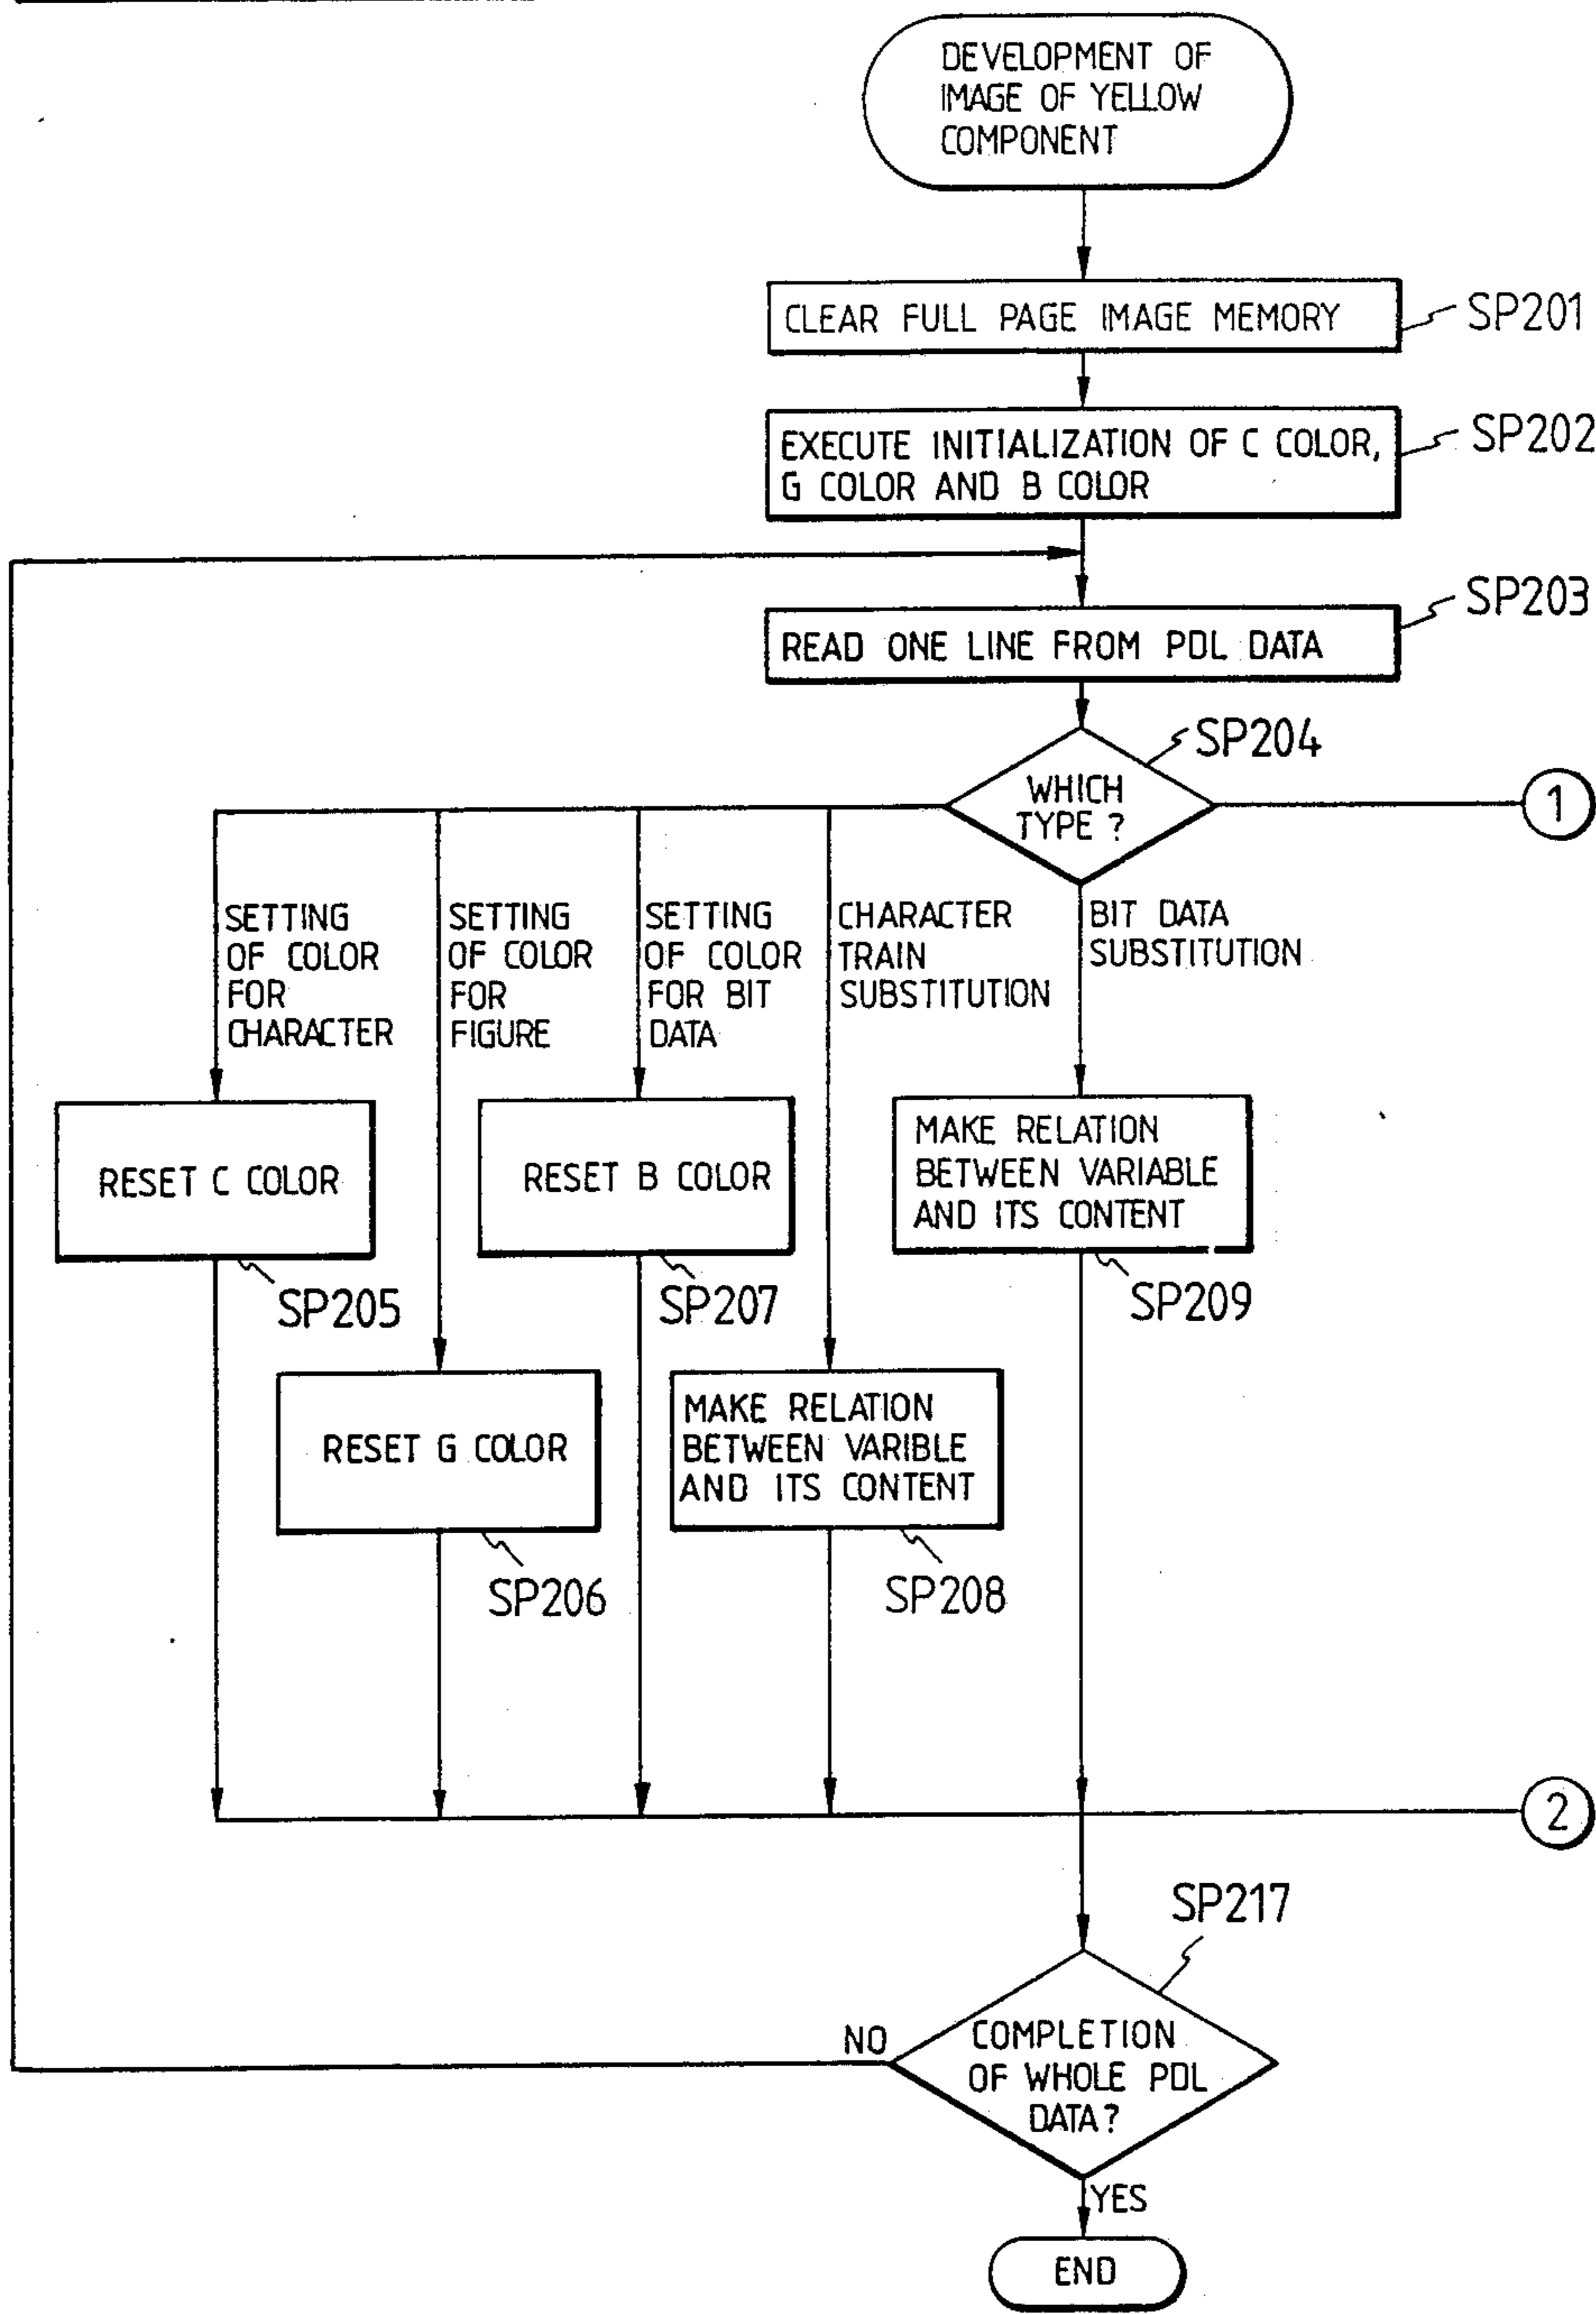 DEVELOPMENT OF
IMAGE OF YELLOW
COMPONENT
CLEAR FULL PAGE IMAGE MEMORY
SP201
EXECUTE INITIALIZATION OF C COLOR,
G COLOR AND B COLOR
SP202
READ ONE LINE FROM PDL DATA
SP203
WHICH
TYPE ?
SP204
1
SETTING
OF COLOR
FOR
CHARACTER
SETTING
OF COLOR
FOR
FIGURE
SETTING
OF COLOR
FOR BIT
DATA
CHARACTER
TRAIN
SUBSTITUTION
BIT DATA
SUBSTITUTION
RESET C COLOR
SP205
RESET B COLOR
SP207
MAKE RELATION
BETWEEN VARIABLE
AND ITS CONTENT
SP209
RESET G COLOR
SP206
MAKE RELATION
BETWEEN VARIBLE
AND ITS CONTENT
SP208
2
SP217
COMPLETION
OF WHOLE PDL
DATA?
NO
YES
END